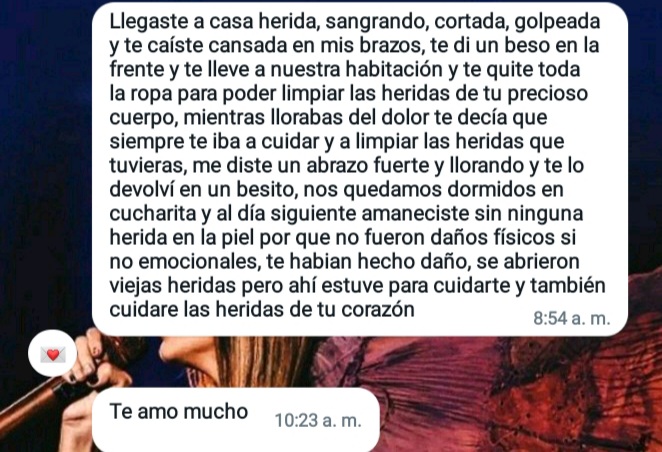 Llegaste a casa herida, sangrando, cortada, golpeada
y te caíste cansada en mis brazos, te di un beso en la
frente y te lleve a nuestra habitación y te quite toda
la ropa para poder limpiar las heridas de tu precioso
cuerpo, mientras llorabas del dolor te decía que
siempre te iba a cuidar y a limpiar las heridas que
tuvieras, me diste un abrazo fuerte y llorando y te lo
devolví en un besito, nos quedamos dormidos en
cucharita y al día siguiente amaneciste sin ninguna
herida en la piel por que no fueron daños físicos si
no emocionales, te habian hecho daño, se abrieron
viejas heridas pero ahí estuve para cuidarte y también
cuidare las heridas de tu corazón
8:54 a. m.
Te amo mucho
10:23 a. m.